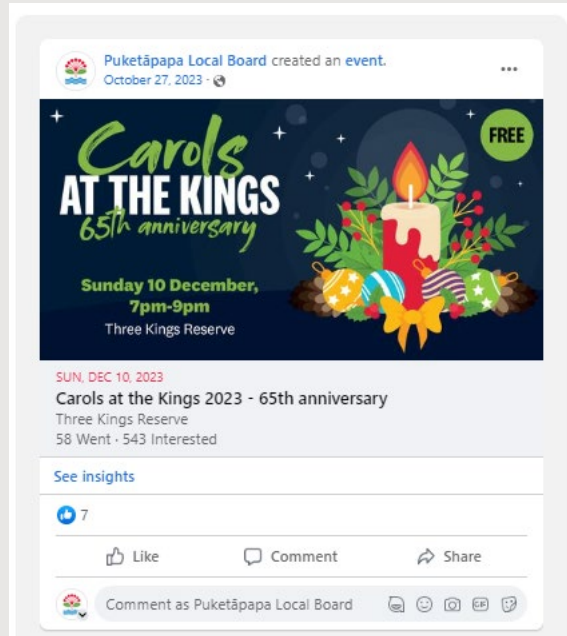 Puketāpapa Local Board created an event.
October 27, 2023 ·
Carols
FREE
AT THE KINGS
65th anniversary
Sunday 10 December,
7pm-9pm
Three Kings Reserve
SUN, DEC 10, 2023
Carols at the Kings 2023 - 65th anniversary
Three Kings Reserve
58 Went · 543 Interested
See insights
7
Like Comment Share
Comment as Puketāpapa Local Board GIF